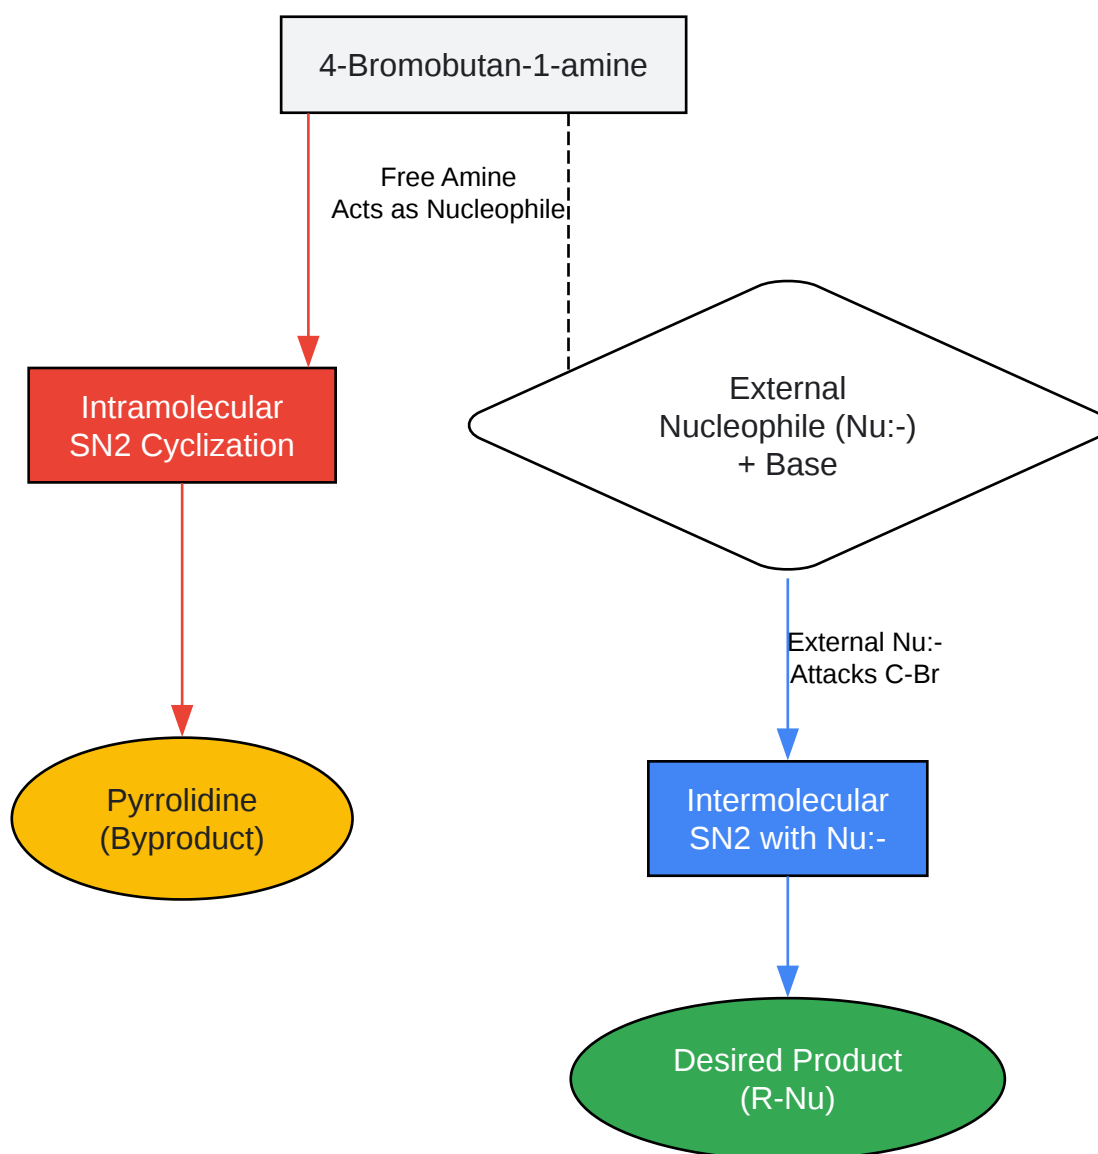 4-Bromobutan-1-amine
Free Amine
Acts as Nucleophile
External
Nucleophile (Nu:-)
+ Base
Intramolecular
SN2 Cyclization
External Nu:-
Attacks C-Br
Pyrrolidine
(Byproduct)
Intermolecular
SN2 with Nu:-
Desired Product
(R-Nu)